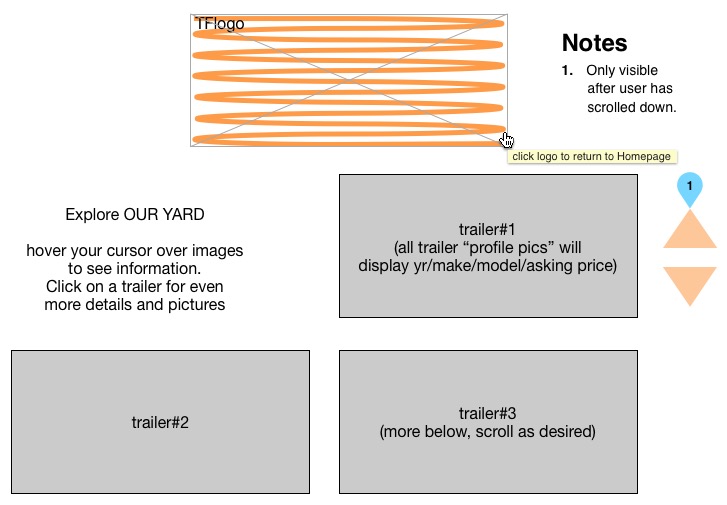 TFlogo
Notes
1. Only visible
after user has
scrolled down.
click logo to return to Homepage
1
Explore OUR YARD
hover your cursor over images
to see information.
Click on a trailer for even
more details and pictures
trailer#1
(all trailer “profile pics” will
display yr/make/model/asking price)
trailer#2
trailer#3
(more below, scroll as desired)